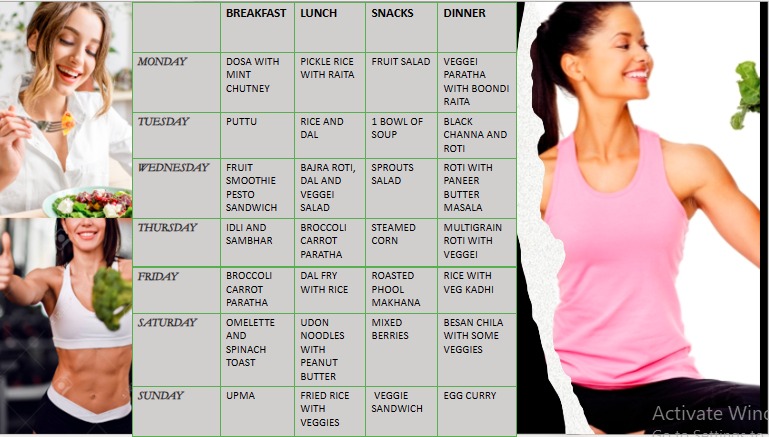 BREAKFAST LUNCH SNACKS DINNER
MONDAY
DOSA WITH
MINT
CHUTNEY
PICKLE RICE
WITH RAITA
FRUIT SALAD
VEGGEI
PARATHA
WITH BOONDI
RAITA
TUESDAY
PUTTU
RICE AND
DAL
1 BOWL OF
SOUP
BLACK
CHANNA AND
ROTI
WEDNESDAY
FRUIT
SMOOTHIE
PESTO
SANDWICH
BAJRA ROTI,
DAL AND
VEGGEI
SALAD
SPROUTS
SALAD
ROTI WITH
PANEER
BUTTER
MASALA
THURSDAY
IDLI AND
SAMBHAR
BROCCOLI
CARROT
PARATHA
STEAMED
CORN
MULTIGRAIN
ROTI WITH
VEGGEI
FRIDAY
BROCCOLI
CARROT
PARATHA
DAL FRY
WITH RICE
ROASTED
PHOOL
MAKHANA
RICE WITH
VEG KADHI
SATURDAY
OMELETTE
AND
SPINACH
TOAST
UDON
NOODLES
WITH
PEANUT
BUTTER
MIXED
BERRIES
BESAN CHILA
WITH SOME
VEGGIES
SUNDAY
UPMA
FRIED RICE
WITH
VEGGIES
VEGGIE
SANDWICH
EGG CURRY
Activate Wind